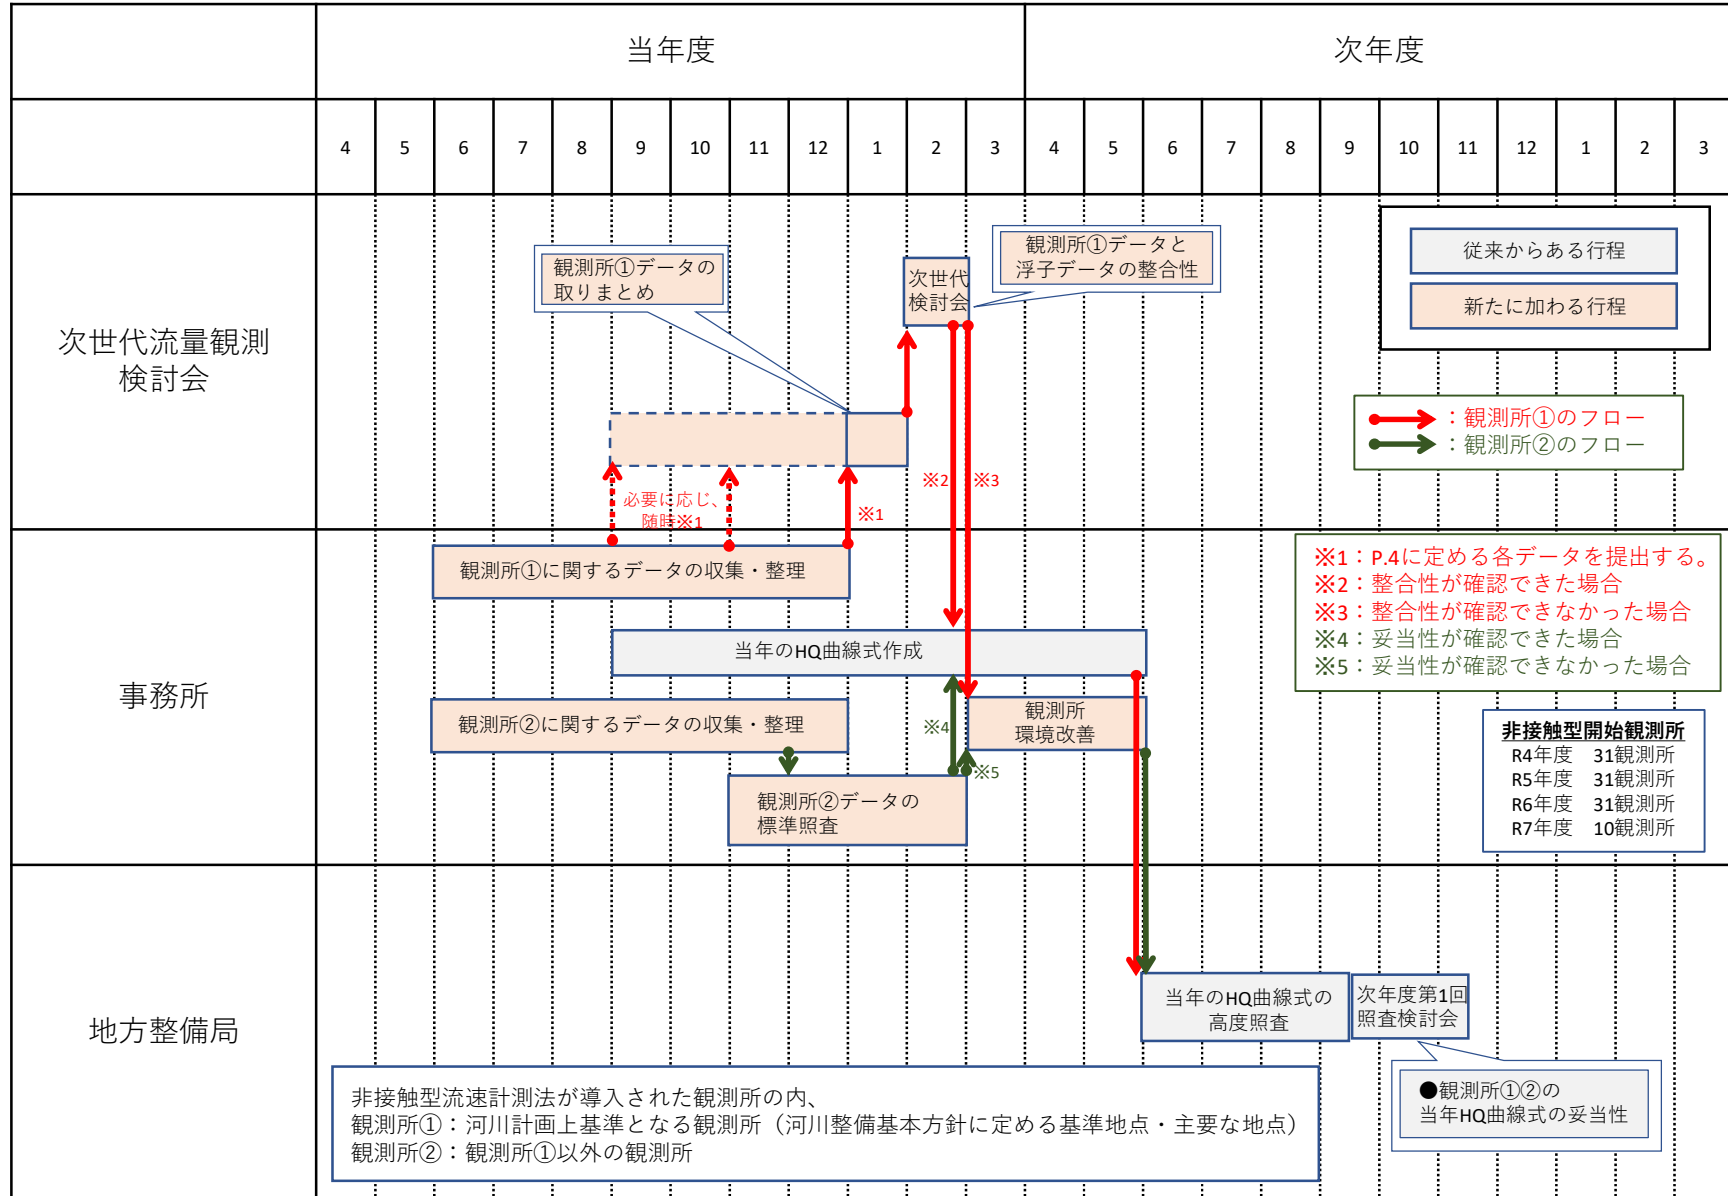 当年度
次年度
4 5 6 7 8 9 10 11 12 1 2 3 4 5 6 7 8 9 10 11 12 1 2 3
次世代流量観測
検討会
観測所①データの
取りまとめ
次世代
検討会
観測所①データと
浮子データの整合性
従来からある行程
新たに加わる行程
：観測所①のフロー
：観測所②のフロー
必要に応じ、
随時※1
※1
※2
※3
事務所
観測所①に関するデータの収集・整理
当年のHQ曲線式作成
観測所②に関するデータの収集・整理
※4
観測所
環境改善
※5
観測所②データの
標準照査
※1：P.4に定める各データを提出する。
※2：整合性が確認できた場合
※3：整合性が確認できなかった場合
※4：妥当性が確認できた場合
※5：妥当性が確認できなかった場合
非接触型開始観測所
R4年度 31観測所
R5年度 31観測所
R6年度 31観測所
R7年度 10観測所
地方整備局
当年のHQ曲線式の
高度照査
次年度第1回
照査検討会
●観測所①②の
当年HQ曲線式の妥当性
非接触型流速計測法が導入された観測所の内、
観測所①：河川計画上基準となる観測所（河川整備基本方針に定める基準地点・主要な地点）
観測所②：観測所①以外の観測所